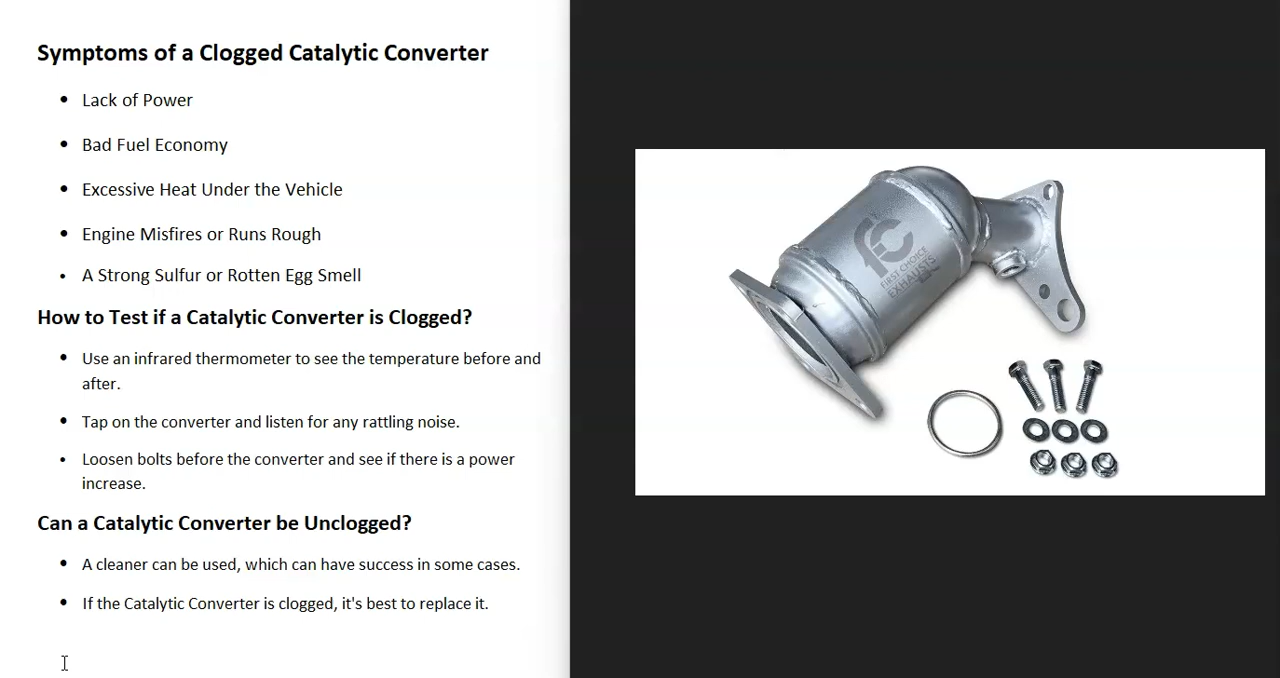 Symptoms of a Clogged Catalytic Converter
• Lack of Power
• Bad Fuel Economy
• Excessive Heat Under the Vehicle
• Engine Misfires or Runs Rough
• A Strong Sulfur or Rotten Egg Smell
How to Test if a Catalytic Converter is Clogged?
• Use an infrared thermometer to see the temperature before and
after.
• Tap on the converter and listen for any rattling noise.
• Loosen bolts before the converter and see if there is a power
increase.
Can a Catalytic Converter be Unclogged?
• A cleaner can be used, which can have success in some cases.
• If the Catalytic Converter is clogged, it's best to replace it.
fc
FIRST CHOICE
EXHAUSTS